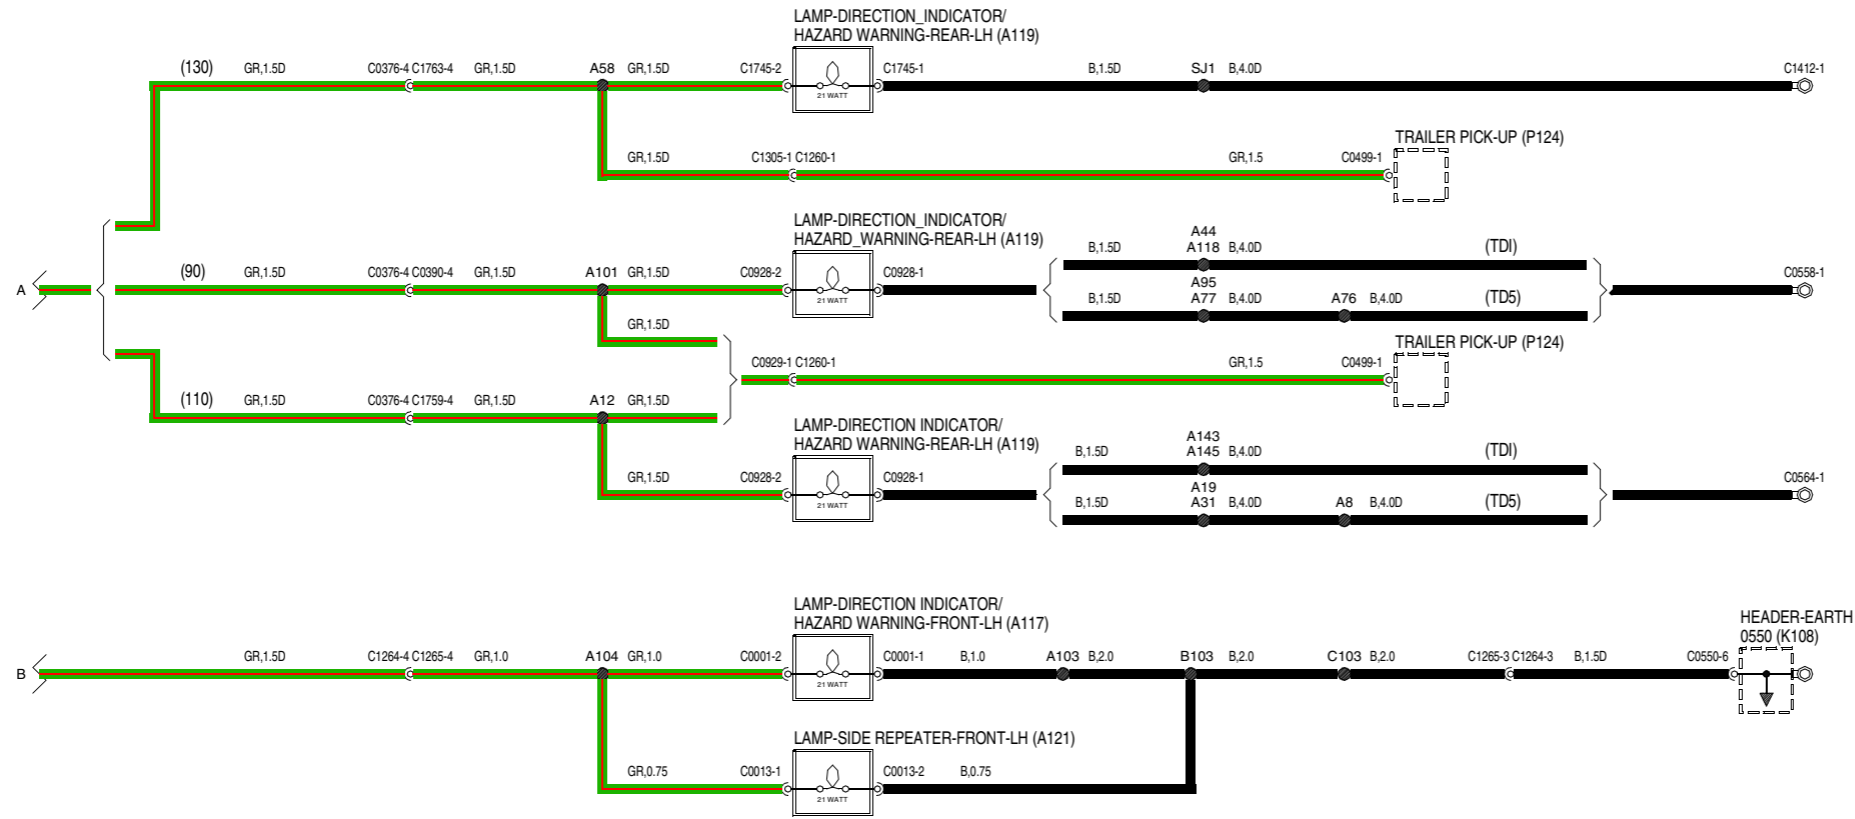 LAMP-DIRECTION_INDICATOR/
HAZARD WARNING-REAR-LH (A119)
(130) GR,1.5D C0376-4 C1763-4 GR,1.5D A58 GR,1.5D C1745-2 C1745-1 B,1.5D SJ1 B,4.0D C1412-1
21 WATT
TRAILER PICK-UP (P124)
GR,1.5D C1305-1 C1260-1 GR,1.5 C0499-1
LAMP-DIRECTION_INDICATOR/
HAZARD_WARNING-REAR-LH (A119)
A44
B,1.5D A118 B,4.0D (TDI)
(90) GR,1.5D C0376-4 C0390-4 GR,1.5D A101 GR,1.5D C0928-2 C0928-1 C0558-1
A
21 WATT
A95
B,1.5D A77 B,4.0D A76 B,4.0D (TD5)
GR,1.5D
TRAILER PICK-UP (P124)
C0929-1 C1260-1 GR,1.5 C0499-1
(110) GR,1.5D C0376-4 C1759-4 GR,1.5D A12 GR,1.5D
LAMP-DIRECTION INDICATOR/
HAZARD WARNING-REAR-LH (A119)
A143
B,1.5D A145 B,4.0D (TDI)
GR,1.5D C0928-2 C0928-1 C0564-1
21 WATT
A19
B,1.5D A31 B,4.0D A8 B,4.0D (TD5)
LAMP-DIRECTION INDICATOR/
HAZARD WARNING-FRONT-LH (A117)
HEADER-EARTH
0550 (K108)
GR,1.5D C1264-4 C1265-4 GR,1.0 A104 GR,1.0 C0001-2 C0001-1 B,1.0 A103 B,2.0 B103 B,2.0 C103 B,2.0 C1265-3 C1264-3 B,1.5D C0550-6
B
21 WATT
LAMP-SIDE REPEATER-FRONT-LH (A121)
GR,0.75 C0013-1 C0013-2 B,0.75
21 WATT